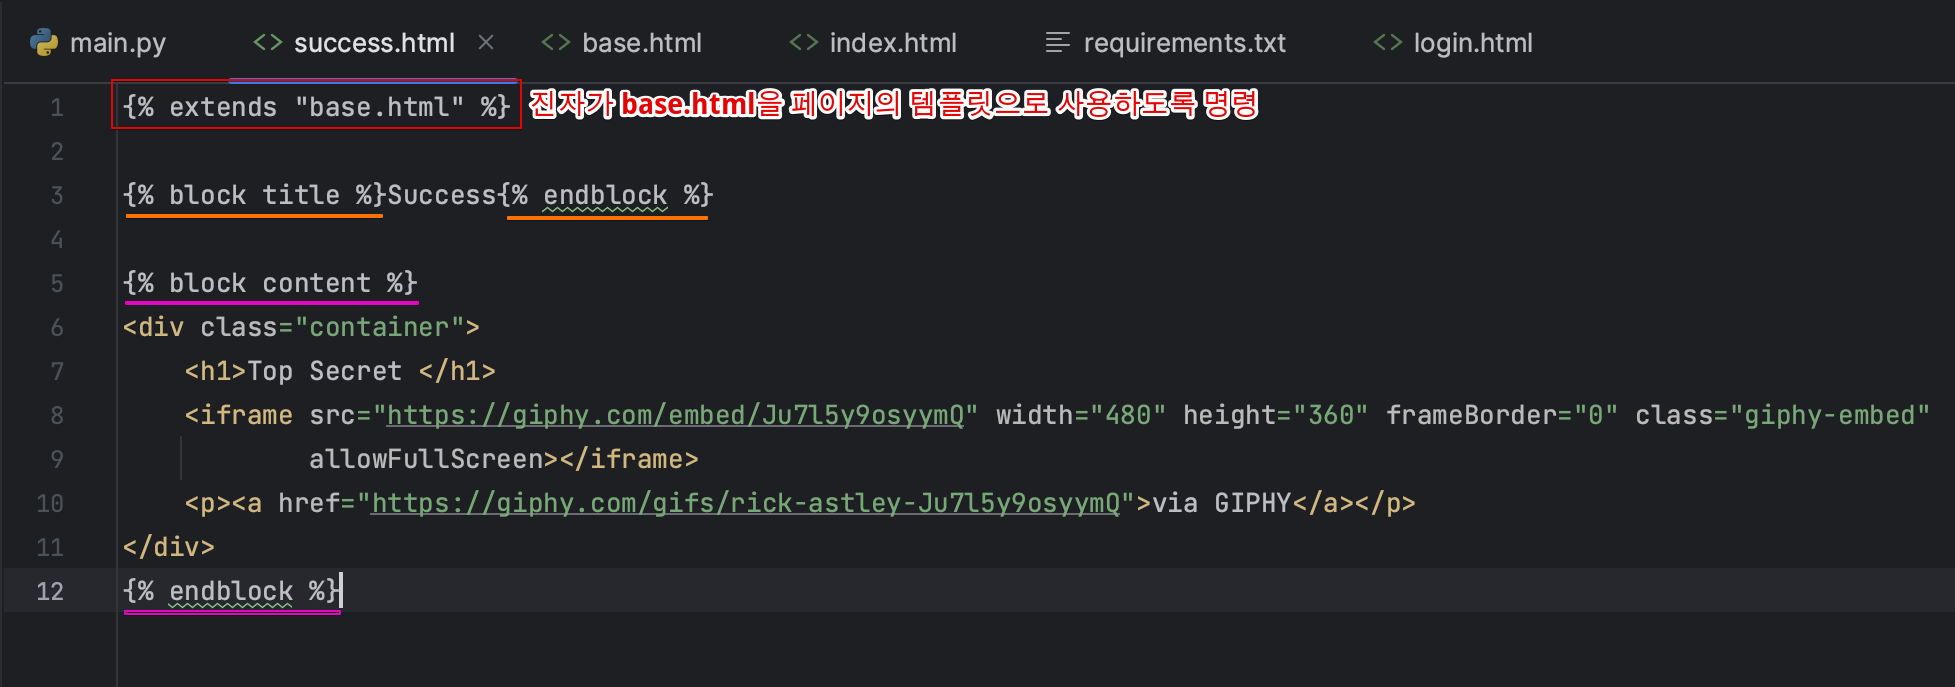 main.py <> success.html × <> base.html <> index.html requirements.txt <> login.html
1 {% extends "base.html" %} 진자가 base.html을 페이지의 템플릿으로 사용하도록 명령
2
3 {% block title %}Success{% endblock %}
4
5 {% block content %}
6 <div class="container">
7 <h1>Top Secret </h1>
8 <iframe src="https://giphy.com/embed/Ju7l5y9osyymQ" width="480" height="360" frameBorder="0" class="giphy-embed"
9 allowFullScreen></iframe>
10 <p><a href="https://giphy.com/gifs/rick-astley-Ju7l5y9osyymQ">via GIPHY</a></p>
11 </div>
12 {% endblock %}